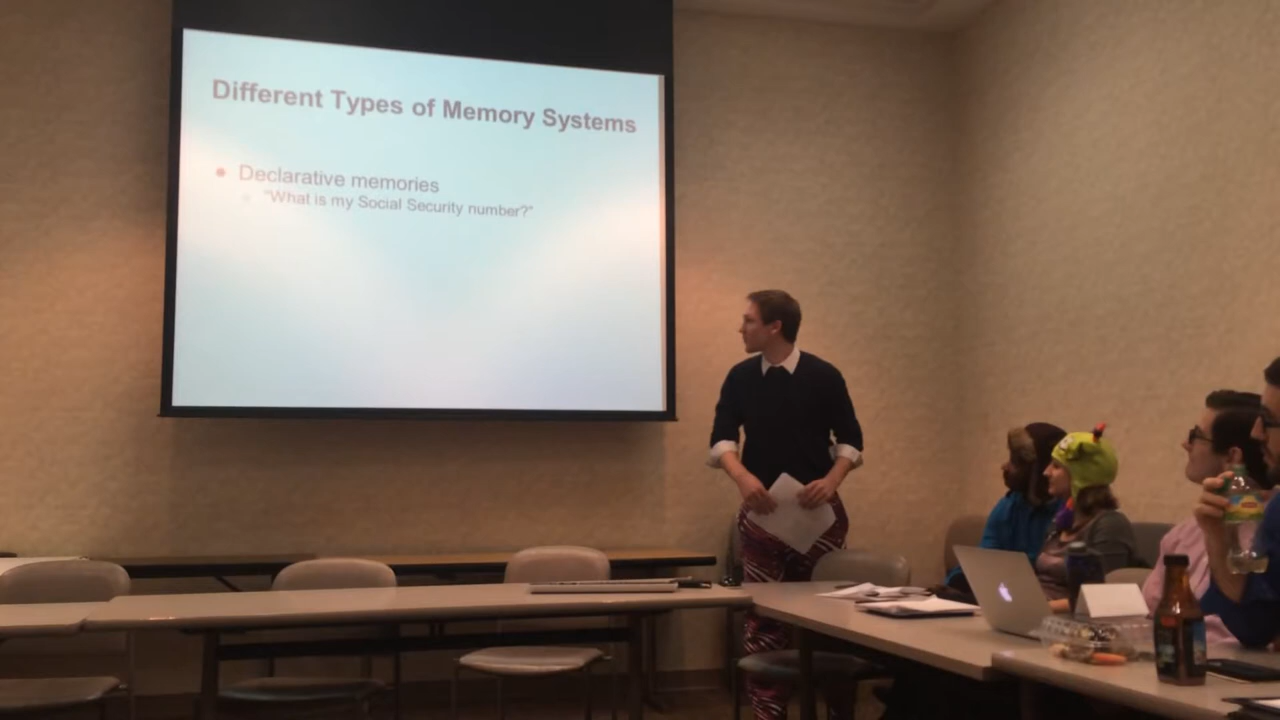 Different Types of Memory Systems
Declarative memories
"What is my Social Security number?"